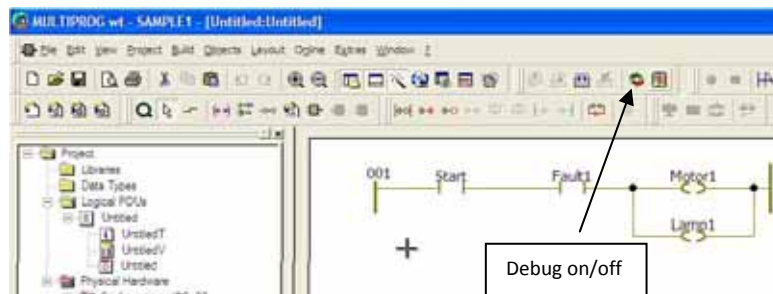 MULTIPROG wt - SAMPLE1 - [Untitled:Untitled]
File Edit View Project Build Objects Layout Online Extras Window ?
Project
Libraries
Data Types
Logical POUs
Untitled
UntitledT
UntitledV
Untitled
Physical Hardware
001 Start Fault1 Motor1
Lamp1
Debug on/off